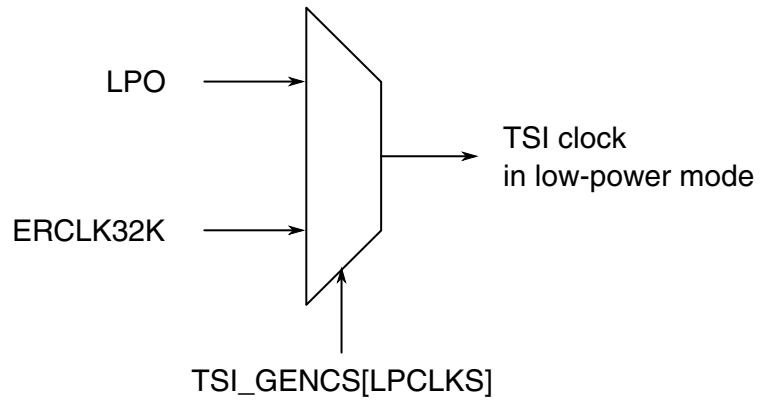 LPO
TSI clock
in low-power mode
ERCLK32K
TSI_GENCS[LPCLKS]